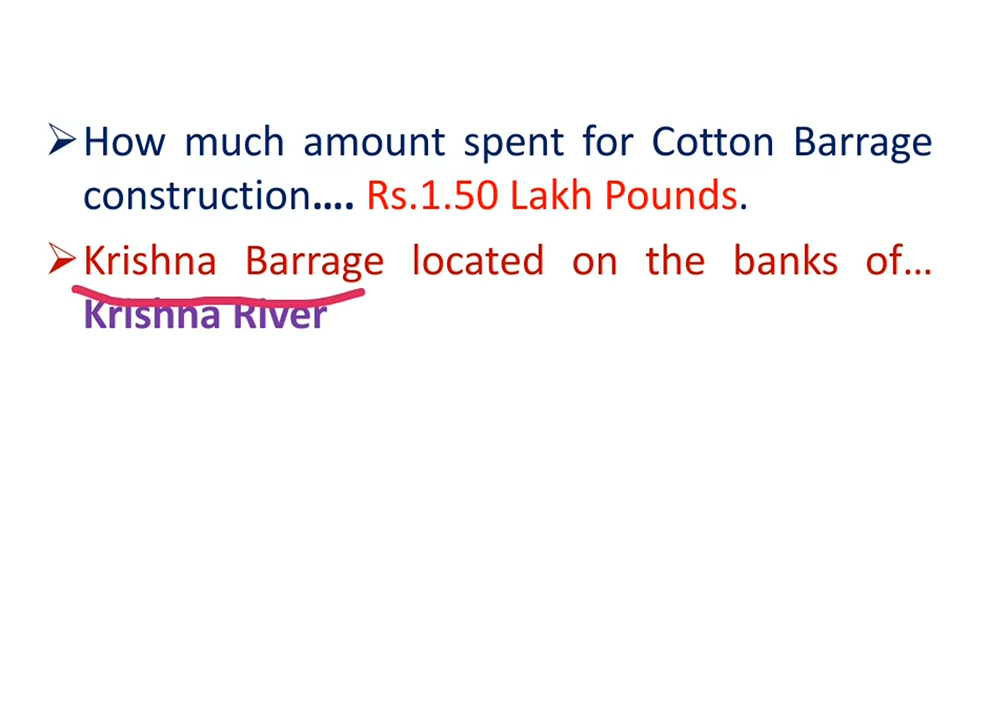 How much amount spent for Cotton Barrage
construction.... Rs.1.50 Lakh Pounds.
Krishna Barrage located on the banks of...
Krishna River